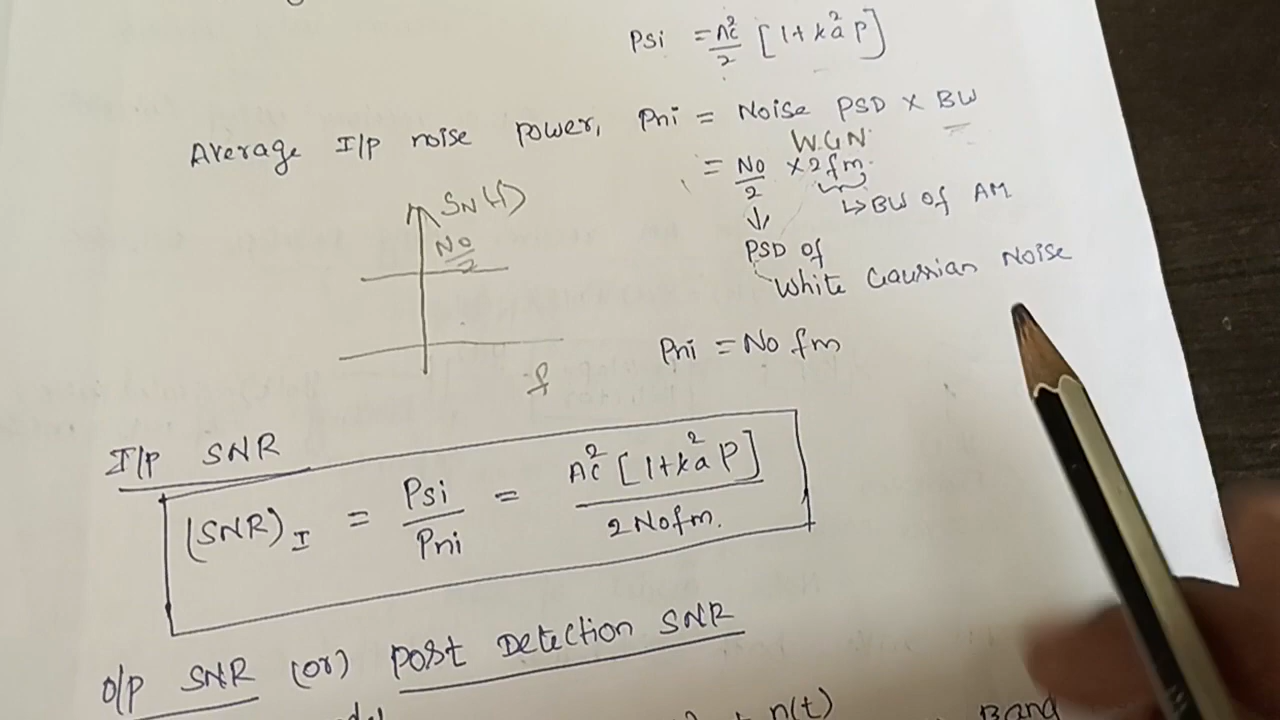 Psi = Ac²/2 [1+ka²P]
Average I/p noise power, Pni = Noise PSD × BW
W.G.N
= No/2 × 2fm.
↳ BW of AM
SN(f)
No/2
PSD of
White Gaussian Noise
Pni = No fm
f
I/p SNR
(SNR)I = Psi/Pni = Ac²[1+ka²P]/2Nofm.
O/p SNR (or) Post Detection SNR
n(t) Band